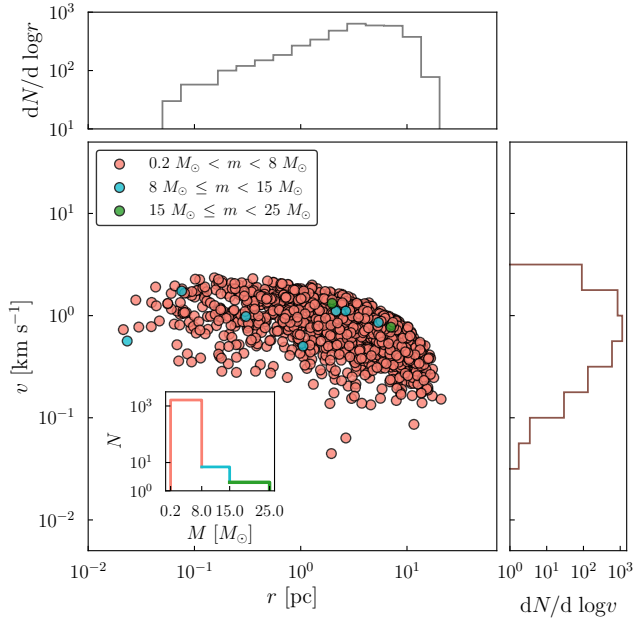 10³
10²
10¹
dN/d logr
0.2 M⊙ < m < 8 M⊙
8 M⊙ ≤ m < 15 M⊙
15 M⊙ ≤ m < 25 M⊙
10¹
10⁰
10⁻¹
10⁻²
v [km s⁻¹]
10³
10¹
10⁰
N
0.2 8.0 15.0 25.0
M [M⊙]
10⁻² 10⁻¹ 10⁰ 10¹
r [pc]
10⁰ 10¹ 10² 10³
dN/d logv